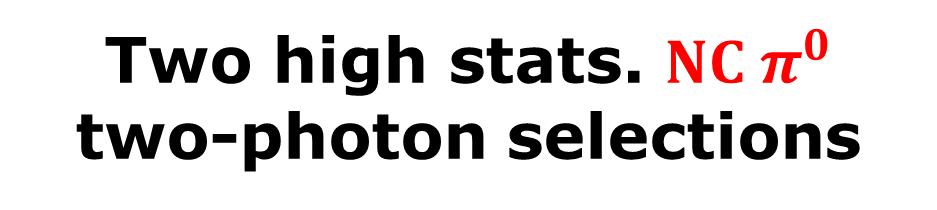 Two high stats. NC π⁰
two-photon selections